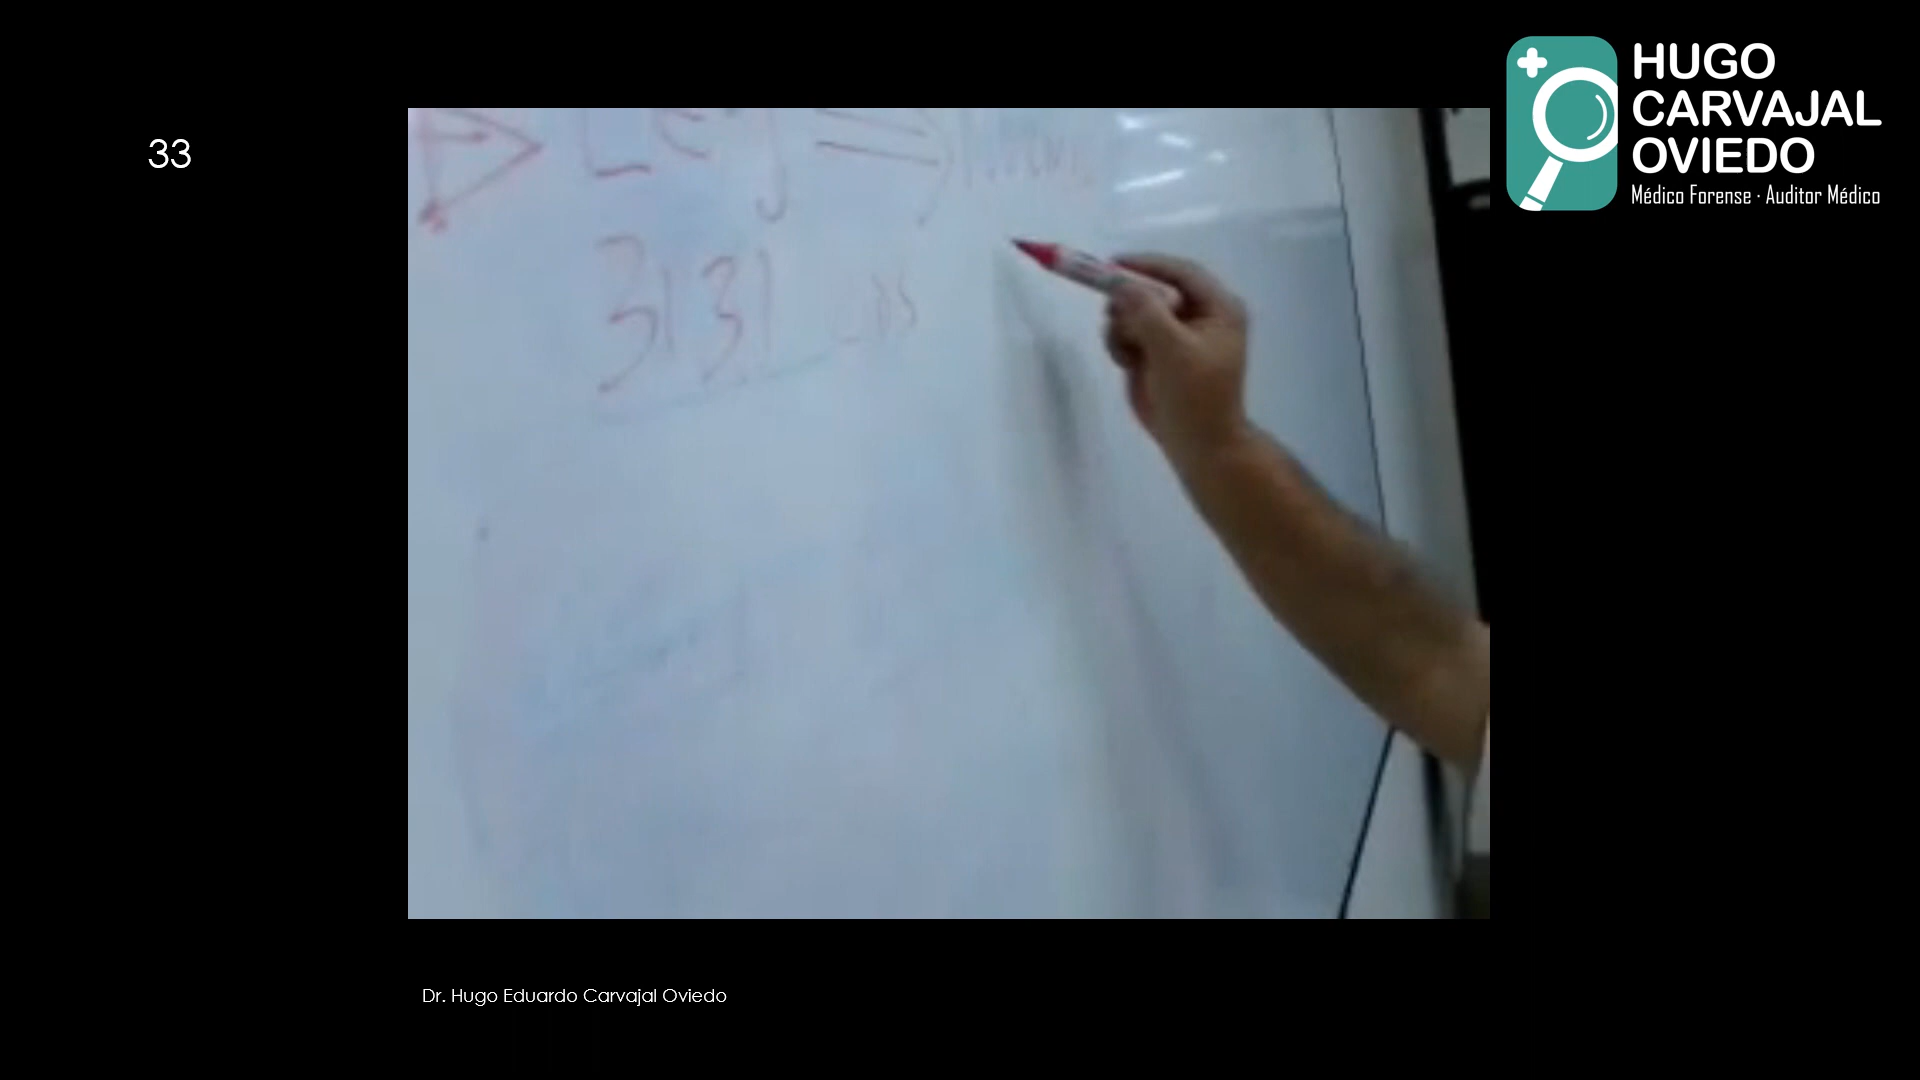 HUGO
CARVAJAL
OVIEDO
Médico Forense · Auditor Médico
33
Ley
3131
Dr. Hugo Eduardo Carvajal Oviedo